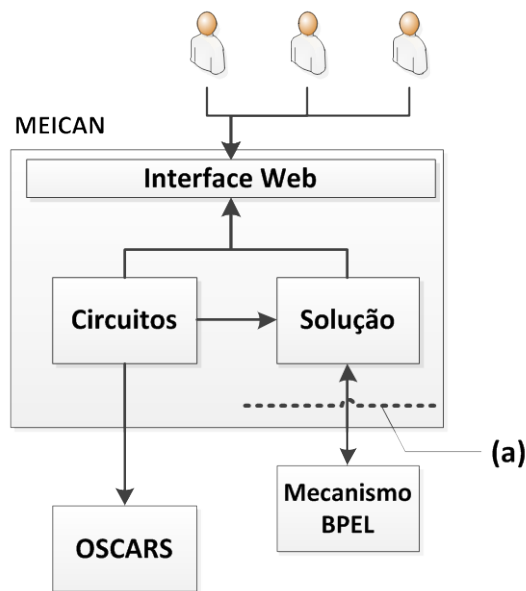 MEICAN
Interface Web
Circuitos
Solução
(a)
Mecanismo
BPEL
OSCARS